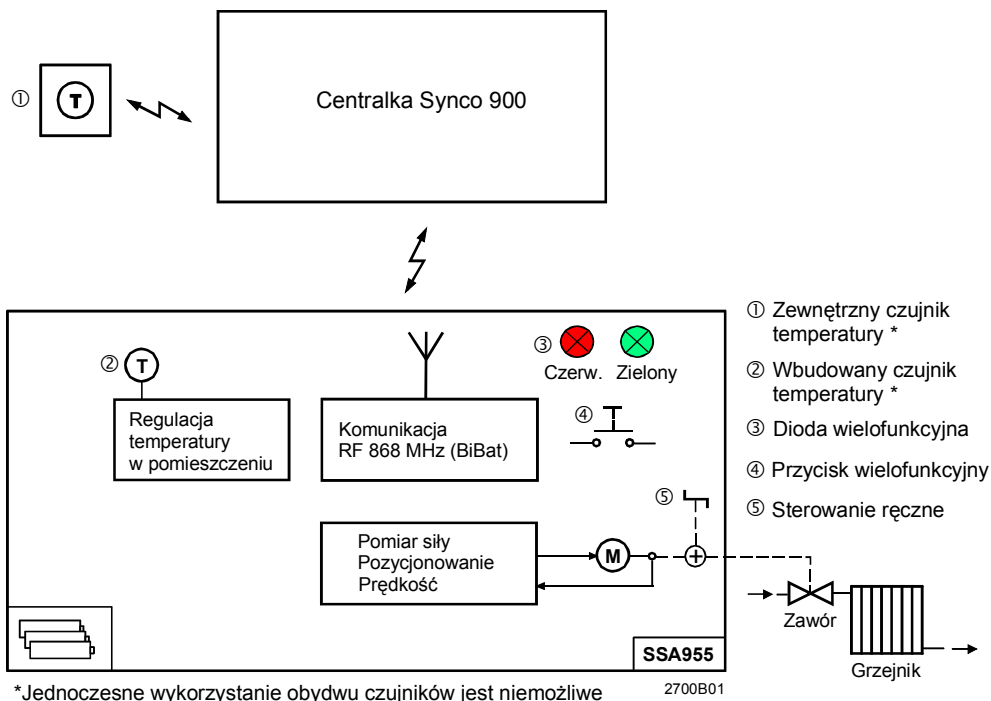 Centralka Synco 900
① T
② T
③ Czerw. Zielony
④
Regulacja
temperatury
w pomieszczeniu
Komunikacja
RF 868 MHz (BiBat)
⑤
Pomiar siły
Pozycjonowanie
Prędkość
M
SSA955
① Zewnętrzny czujnik
temperatury *
② Wbudowany czujnik
temperatury *
③ Dioda wielofunkcyjna
④ Przycisk wielofunkcyjny
⑤ Sterowanie ręczne
Zawór
Grzejnik
*Jednoczesne wykorzystanie obydwu czujników jest niemożliwe
2700B01